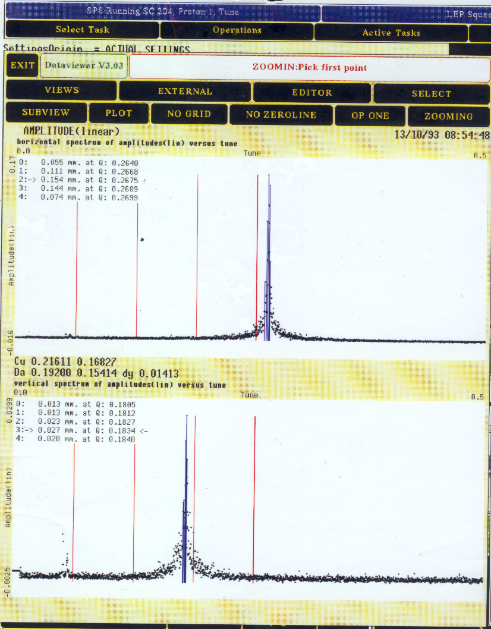 SPS Running SC 204, Proton 1, Tune
LEP Squee
Select Task
Operations
Active Tasks
SettingsOrigin = ACTUAL SETTINGS
EXIT
Dataviewer V3.03
ZOOMIN:Pick first point
VIEWS
EXTERNAL
EDITOR
SELECT
SUBVIEW
PLOT
NO GRID
NO ZEROLINE
OP ONE
ZOOMING
AMPLITUDE(linear)
13/10/93 08:54:48
horizontal spectrum of amplitudes(lin) versus tune
0.0
Tune
0.5
0.17
Amplitude(lin)
-0.016
0: 0.055 mm. at Q: 0.2648
1: 0.111 mm. at Q: 0.2668
2:-> 0.154 mm. at Q: 0.2675 <
3: 0.144 mm. at Q: 0.2689
4: 0.074 mm. at Q: 0.2699
Cu 0.21611 0.16827
Da 0.19200 0.15414 dy 0.01413
vertical spectrum of amplitudes(lin) versus tune
0.0
Tune
0.5
0.0299
Amplitude(lin)
-0.0025
0: 0.013 mm. at Q: 0.1805
1: 0.013 mm. at Q: 0.1812
2: 0.023 mm. at Q: 0.1827
3:-> 0.027 mm. at Q: 0.1834 <-
4: 0.020 mm. at Q: 0.1840